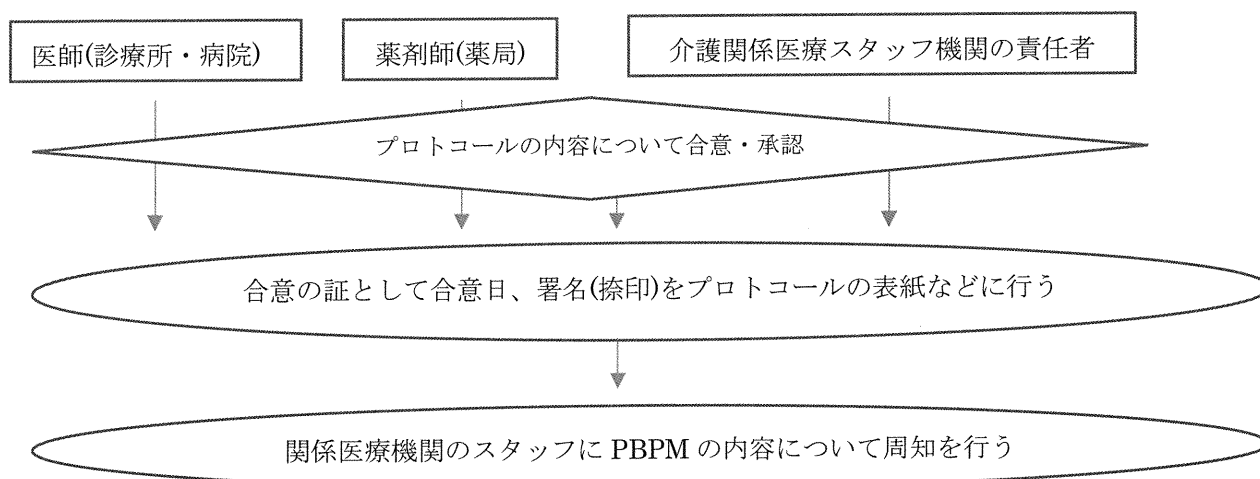 医師(診療所・病院)
薬剤師(薬局)
介護関係医療スタッフ機関の責任者
プロトコールの内容について合意・承認
合意の証として合意日、署名(捺印)をプロトコールの表紙などに行う
関係医療機関のスタッフに PBPM の内容について周知を行う